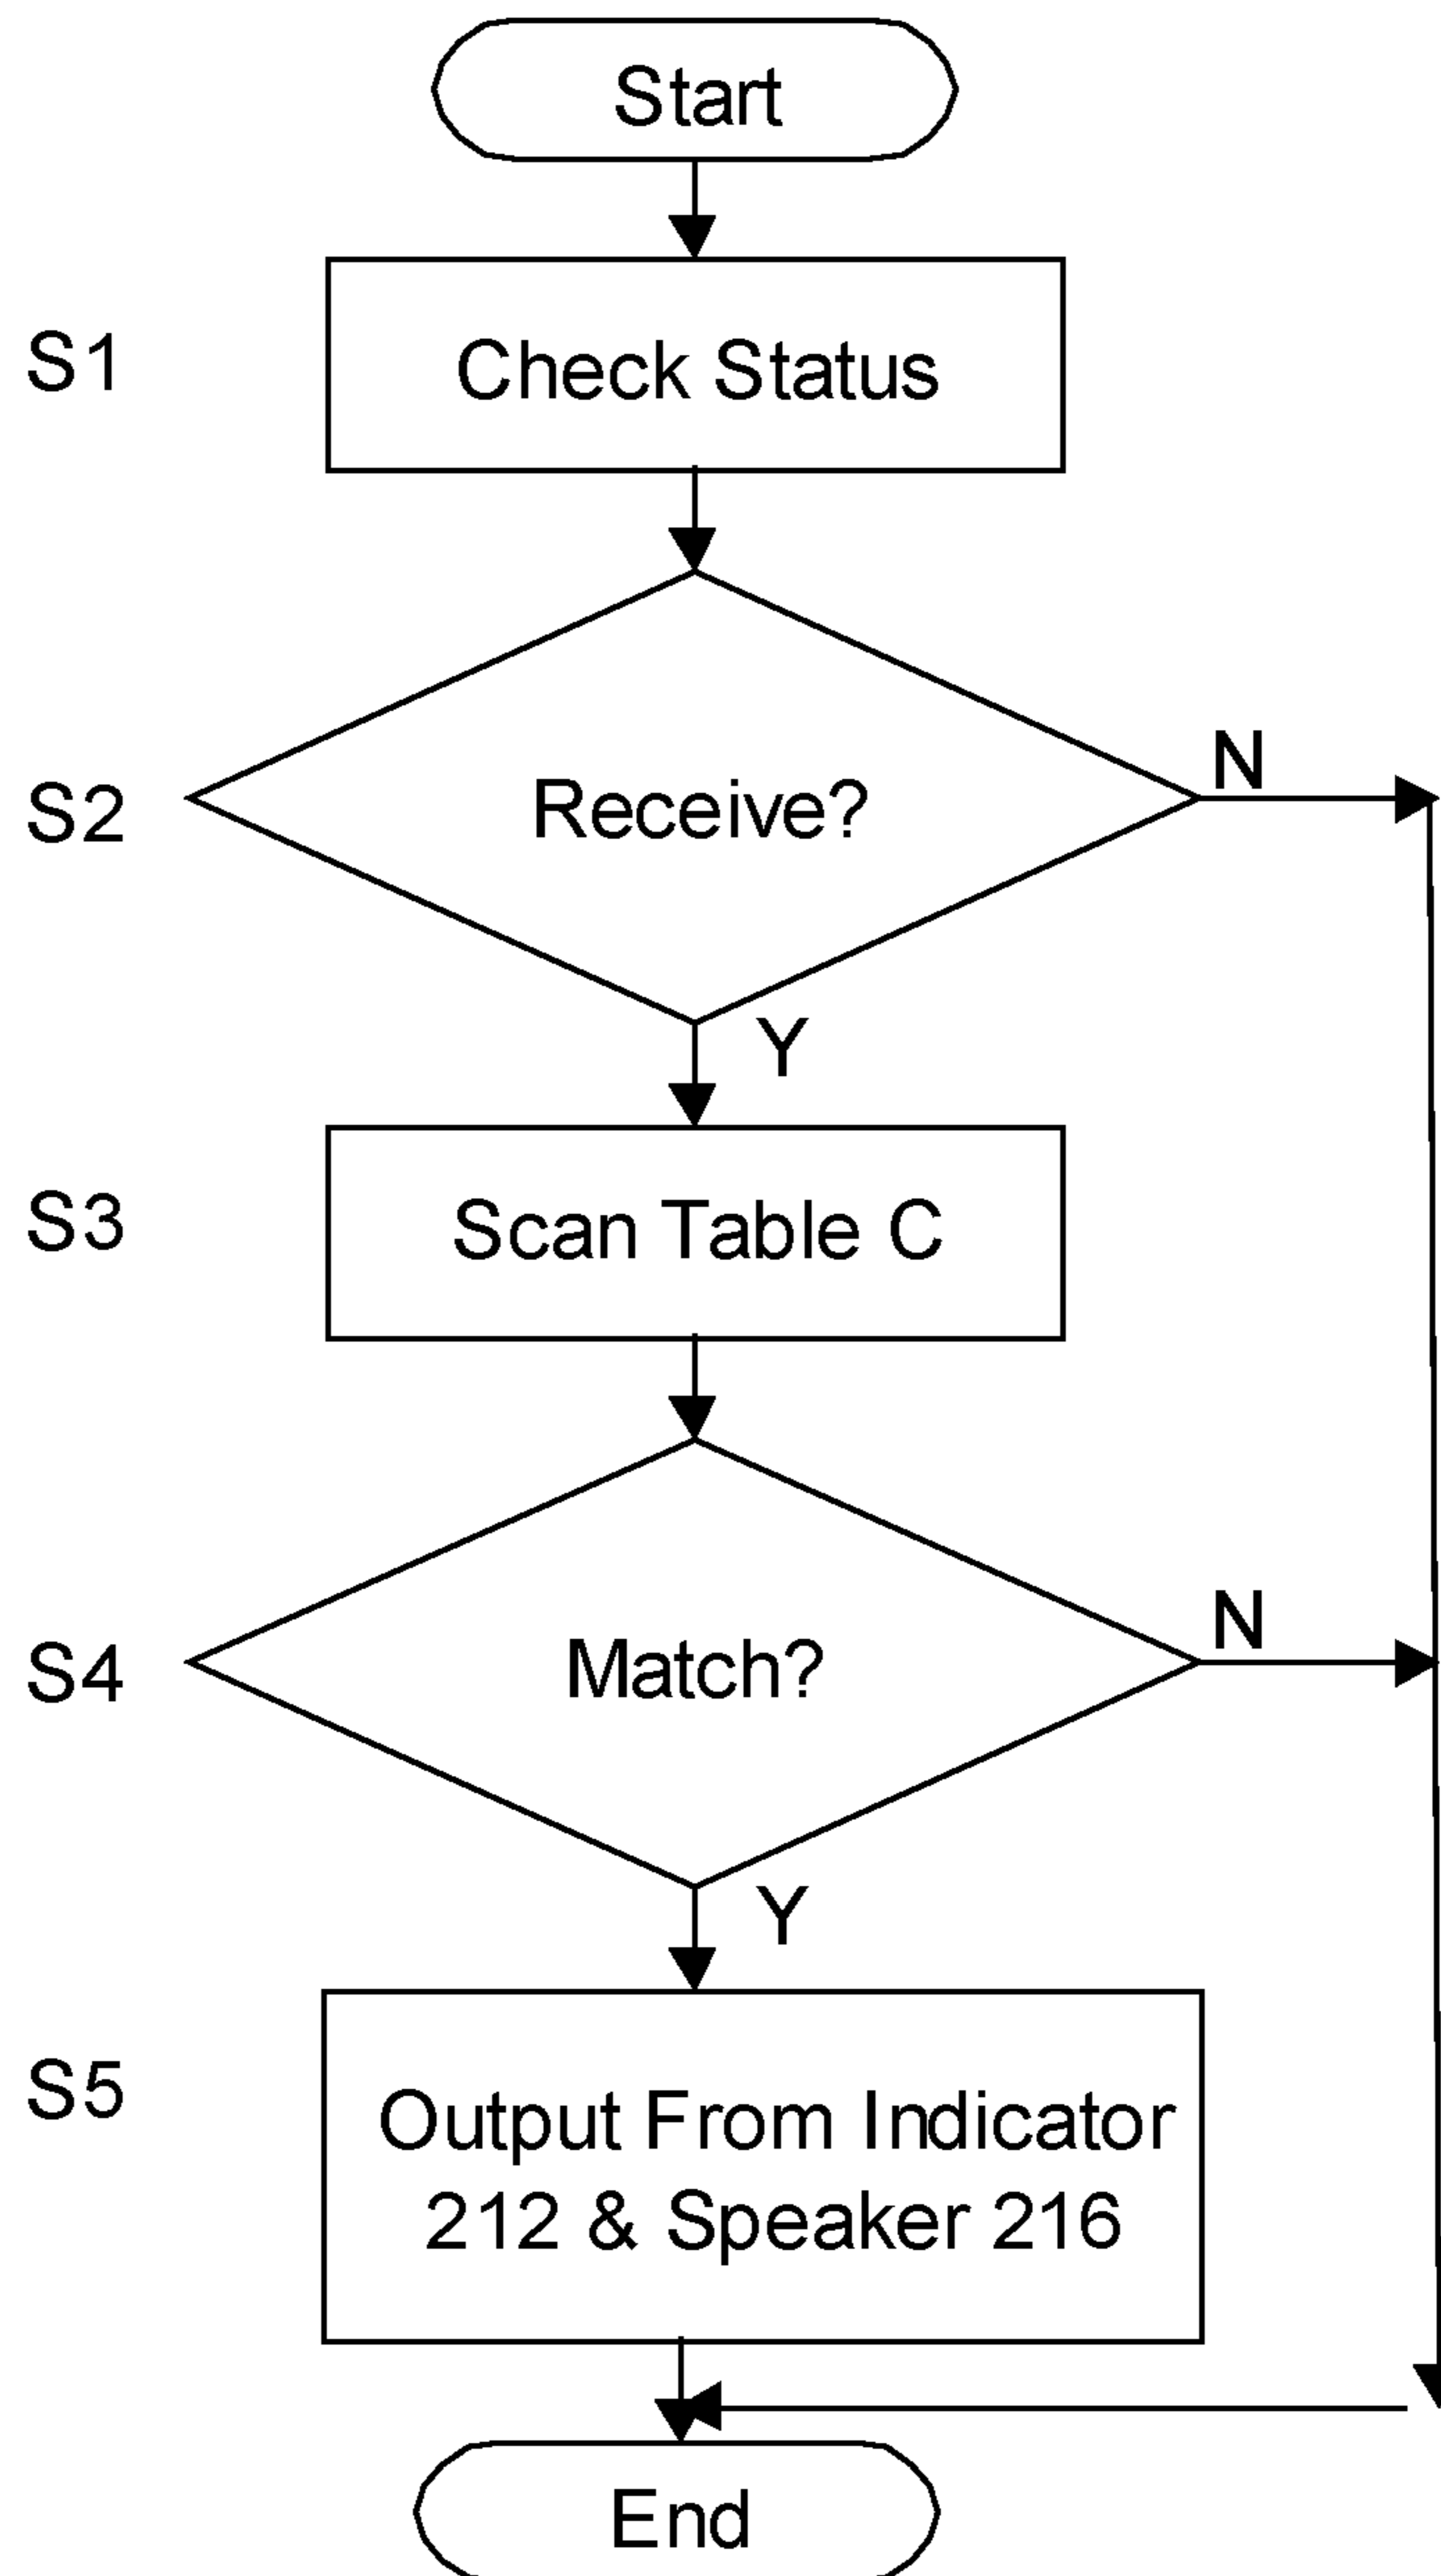 Start
S1
Check Status
S2
Receive?
N
Y
S3
Scan Table C
S4
Match?
N
Y
S5
Output From Indicator
212 & Speaker 216
End